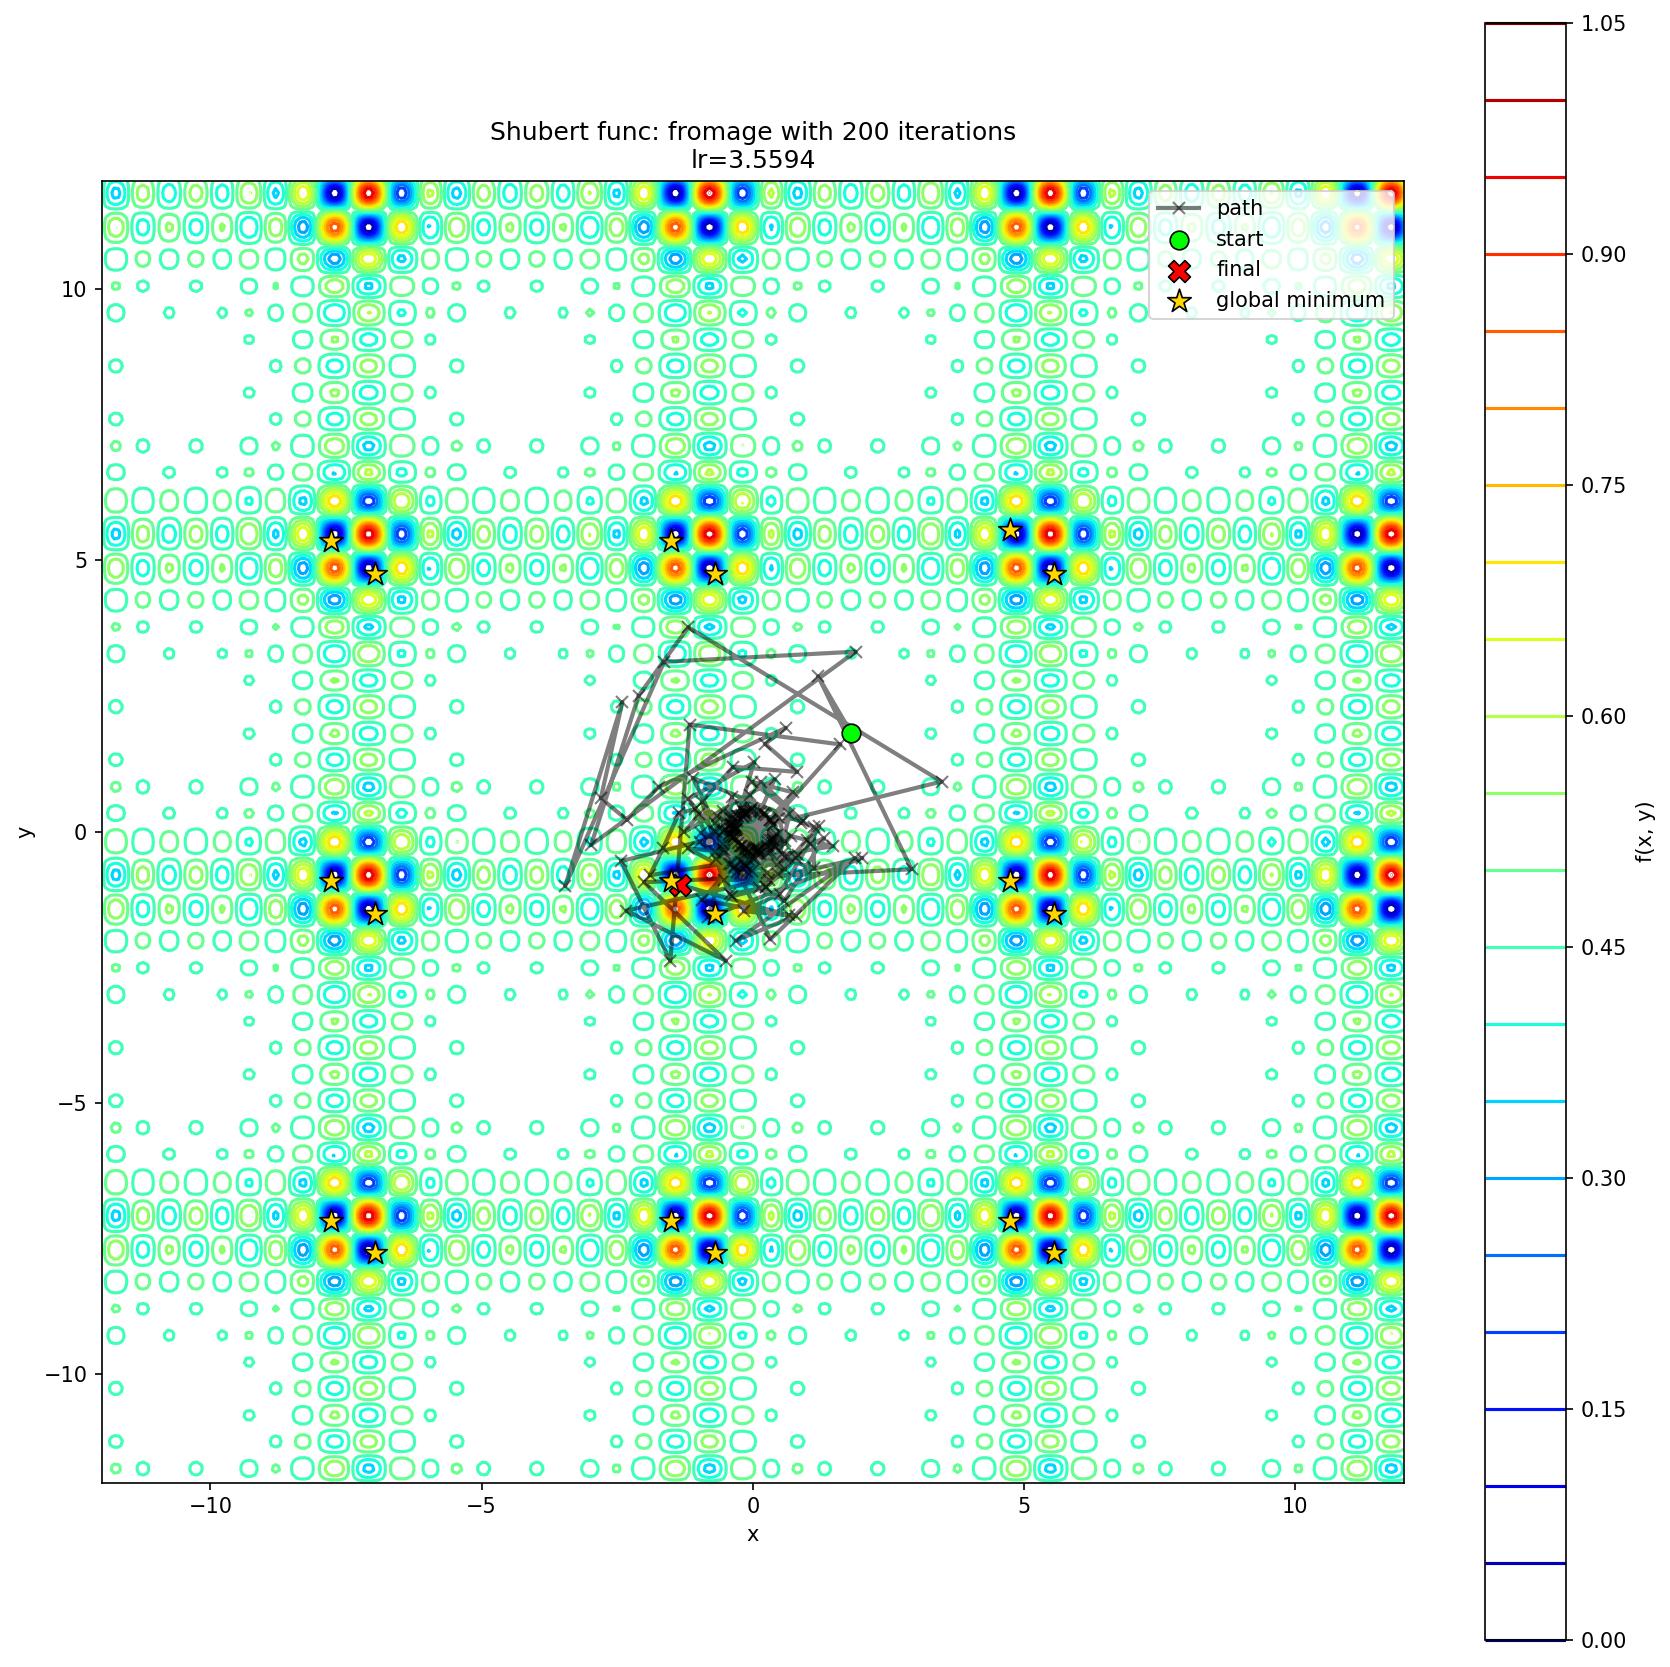 Shubert func: fromage with 200 iterations
lr=3.5594
path
start
final
global minimum
10
5
0
−5
−10
y
−10
−5
0
5
10
x
1.05
0.90
0.75
0.60
0.45
0.30
0.15
0.00
f(x, y)